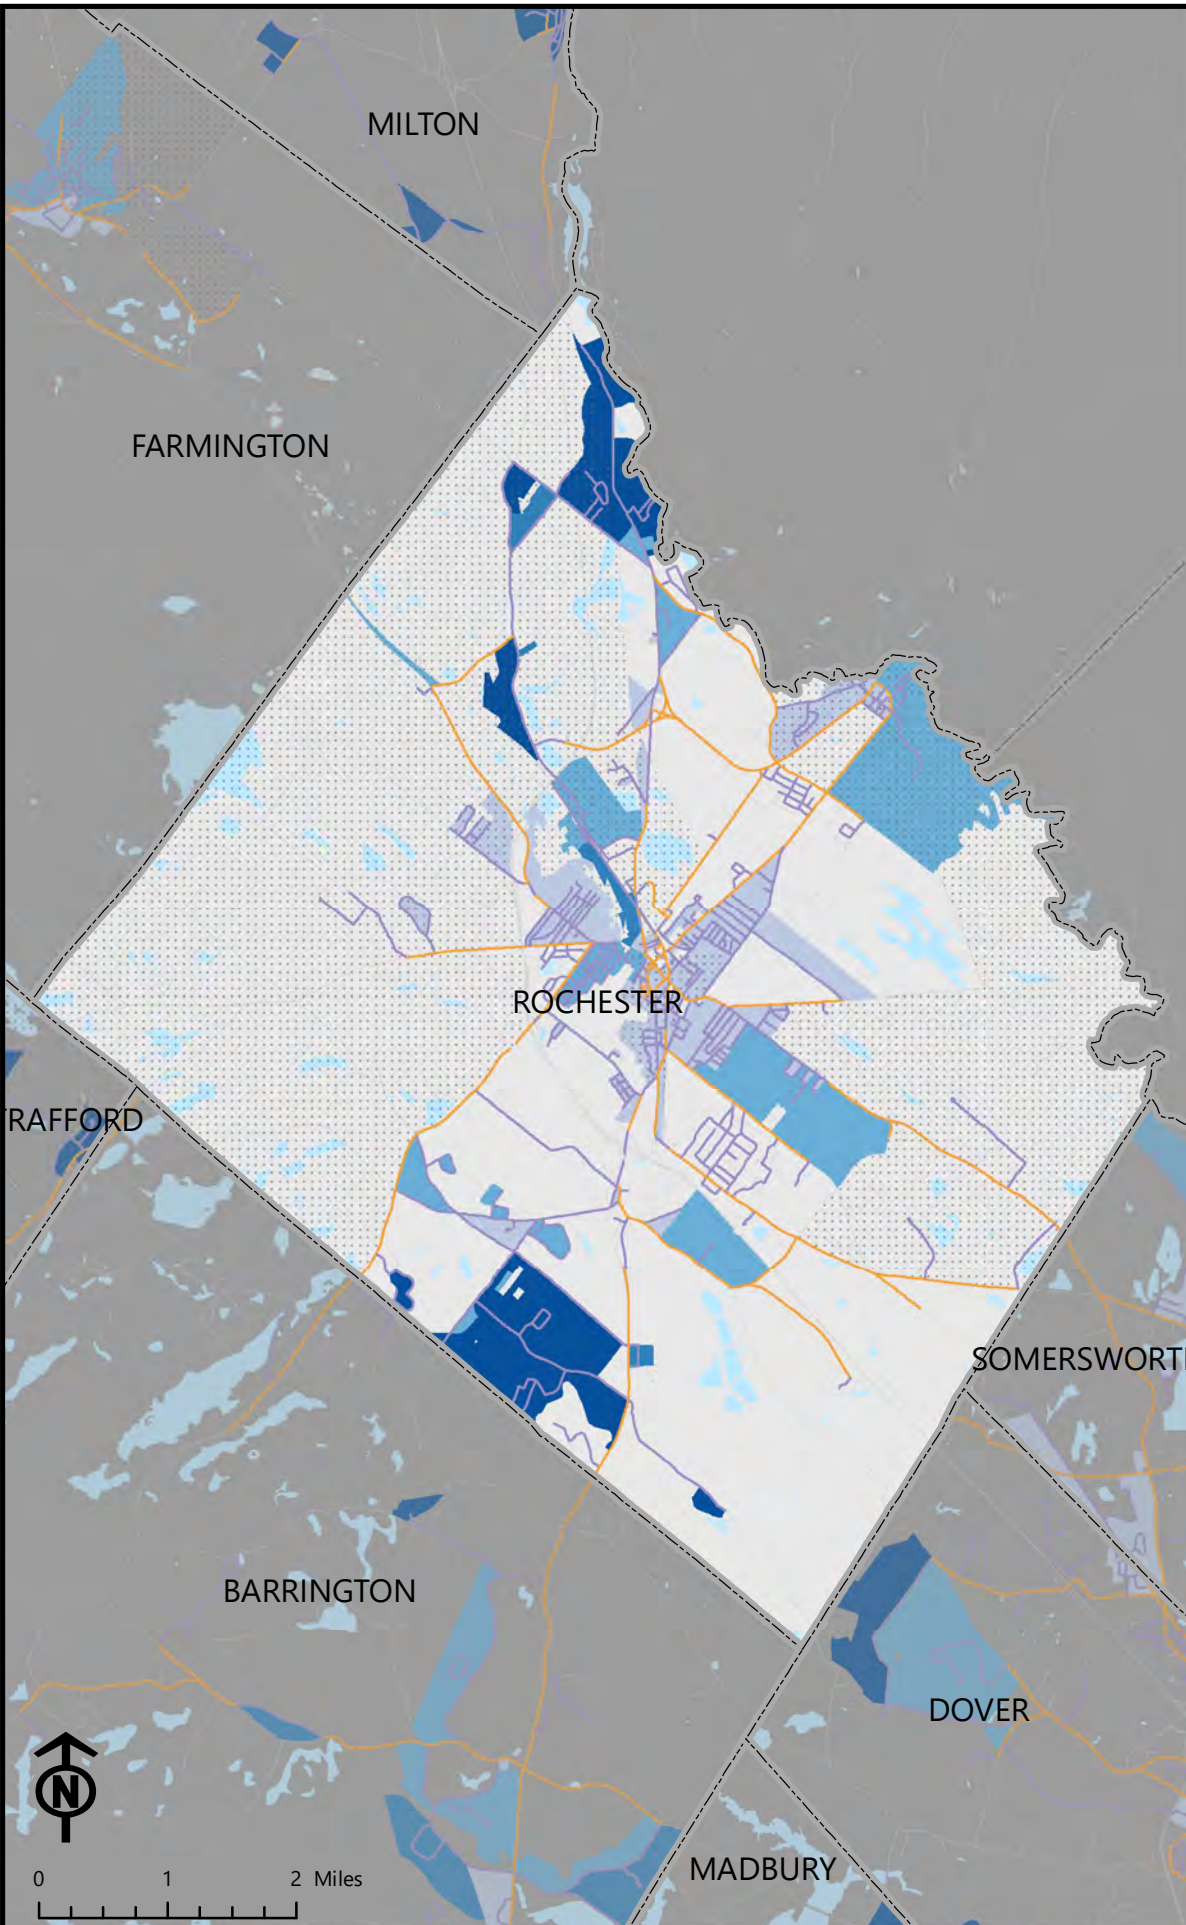 MILTON
FARMINGTON
ROCHESTER
RAFFORD
SOMERSWORT
BARRINGTON
DOVER
N
MADBURY
0 1 2 Miles